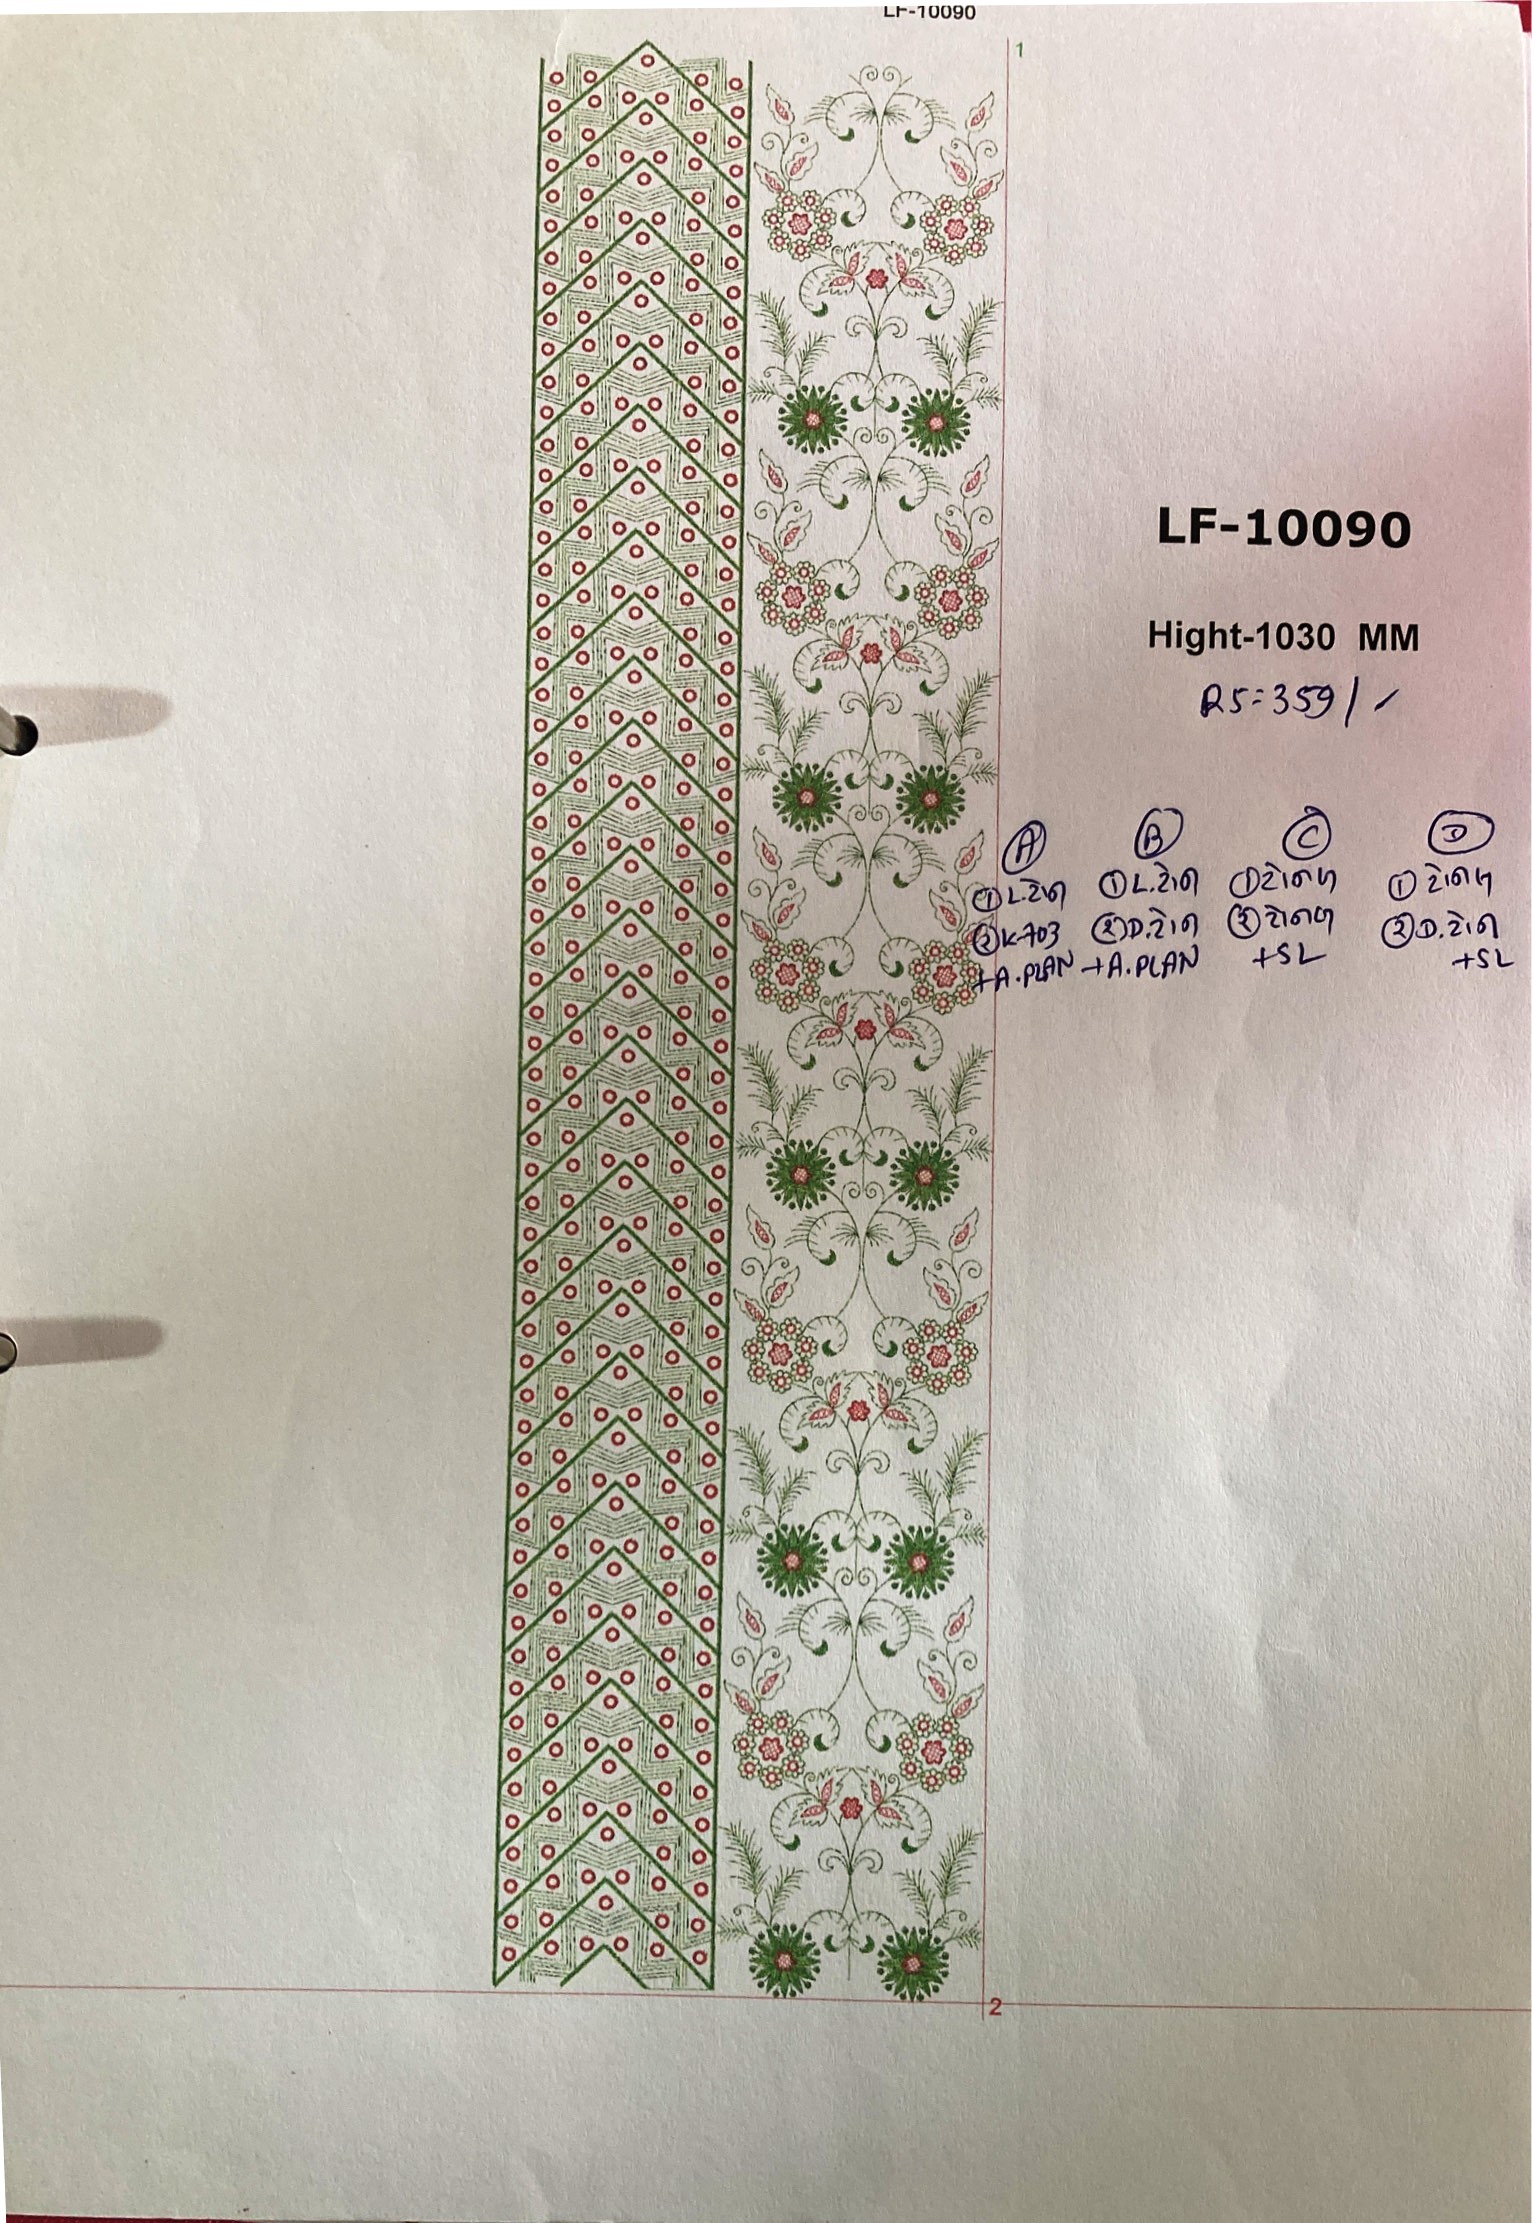 LF-10090
1
LF-10090
Hight-1030 MM
RS=359/-
A B C D
① L. ① L. ① ①
② K-703 ② D. ② ② D.
+A.PLAN +A.PLAN +SL +SL
2